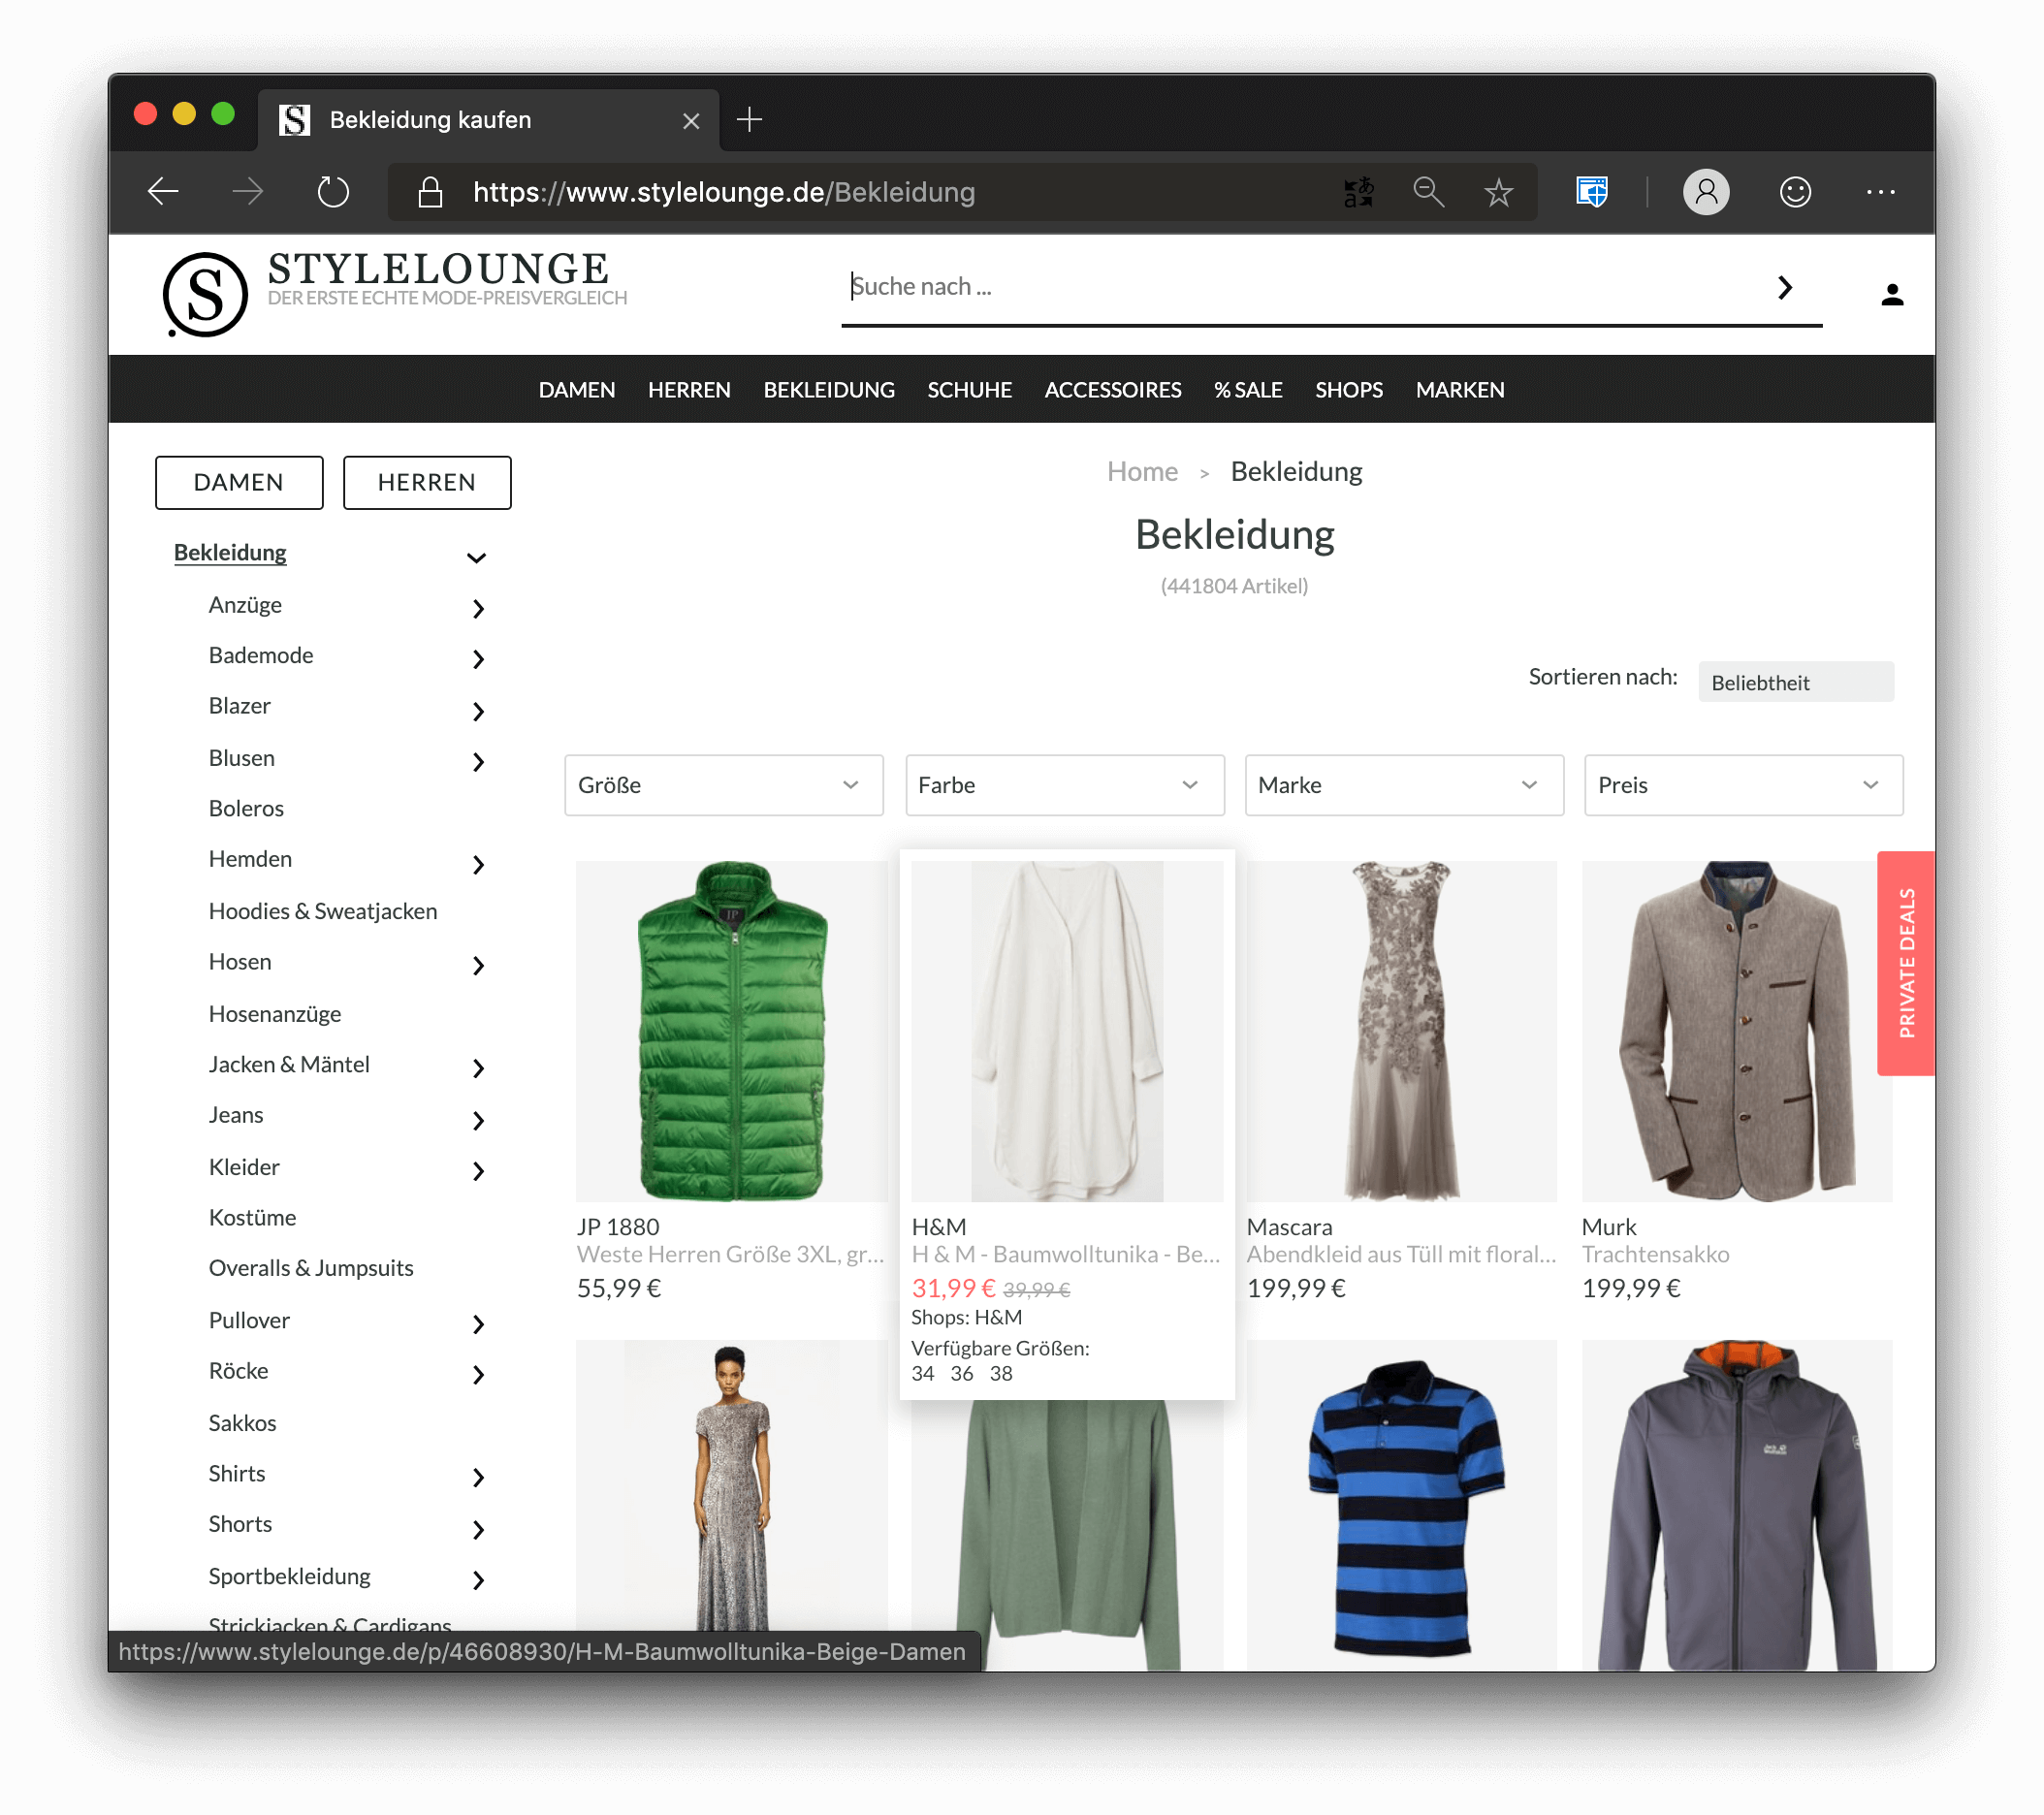 Bekleidung kaufen
https://www.stylelounge.de/Bekleidung
S
STYLELOUNGE
DER ERSTE ECHTE MODE-PREISVERGLEICH
Suche nach ...
DAMEN HERREN BEKLEIDUNG SCHUHE ACCESSOIRES % SALE SHOPS MARKEN
DAMEN HERREN
Bekleidung
Anzüge
Bademode
Blazer
Blusen
Boleros
Hemden
Hoodies & Sweatjacken
Hosen
Hosenanzüge
Jacken & Mäntel
Jeans
Kleider
Kostüme
Overalls & Jumpsuits
Pullover
Röcke
Sakkos
Shirts
Shorts
Sportbekleidung
Strickjacken & Cardigans
Home > Bekleidung
Bekleidung
(441804 Artikel)
Sortieren nach: Beliebtheit
Größe Farbe Marke Preis
JP
JP 1880
Weste Herren Größe 3XL, gr...
55,99 €
H&M
H & M - Baumwolltunika - Be...
31,99 € 39,99 €
Shops: H&M
Verfügbare Größen:
34 36 38
Mascara
Abendkleid aus Tüll mit floral...
199,99 €
Murk
Trachtensakko
199,99 €
PRIVATE DEALS
https://www.stylelounge.de/p/46608930/H-M-Baumwolltunika-Beige-Damen